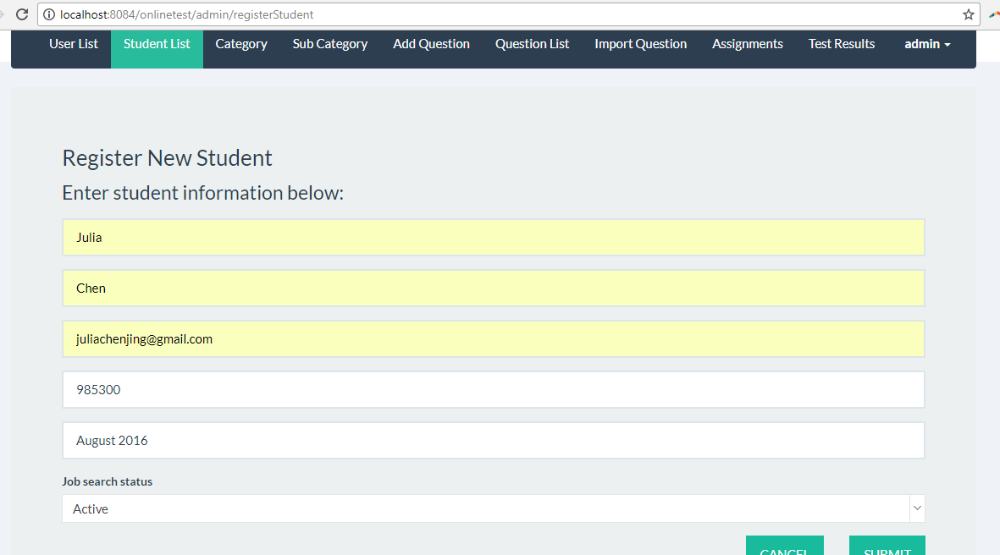 localhost:8084/onlinetest/admin/registerStudent
User List Student List Category Sub Category Add Question Question List Import Question Assignments Test Results admin
Register New Student
Enter student information below:
Julia
Chen
juliachenjing@gmail.com
985300
August 2016
Job search status
Active
CANCEL SUBMIT